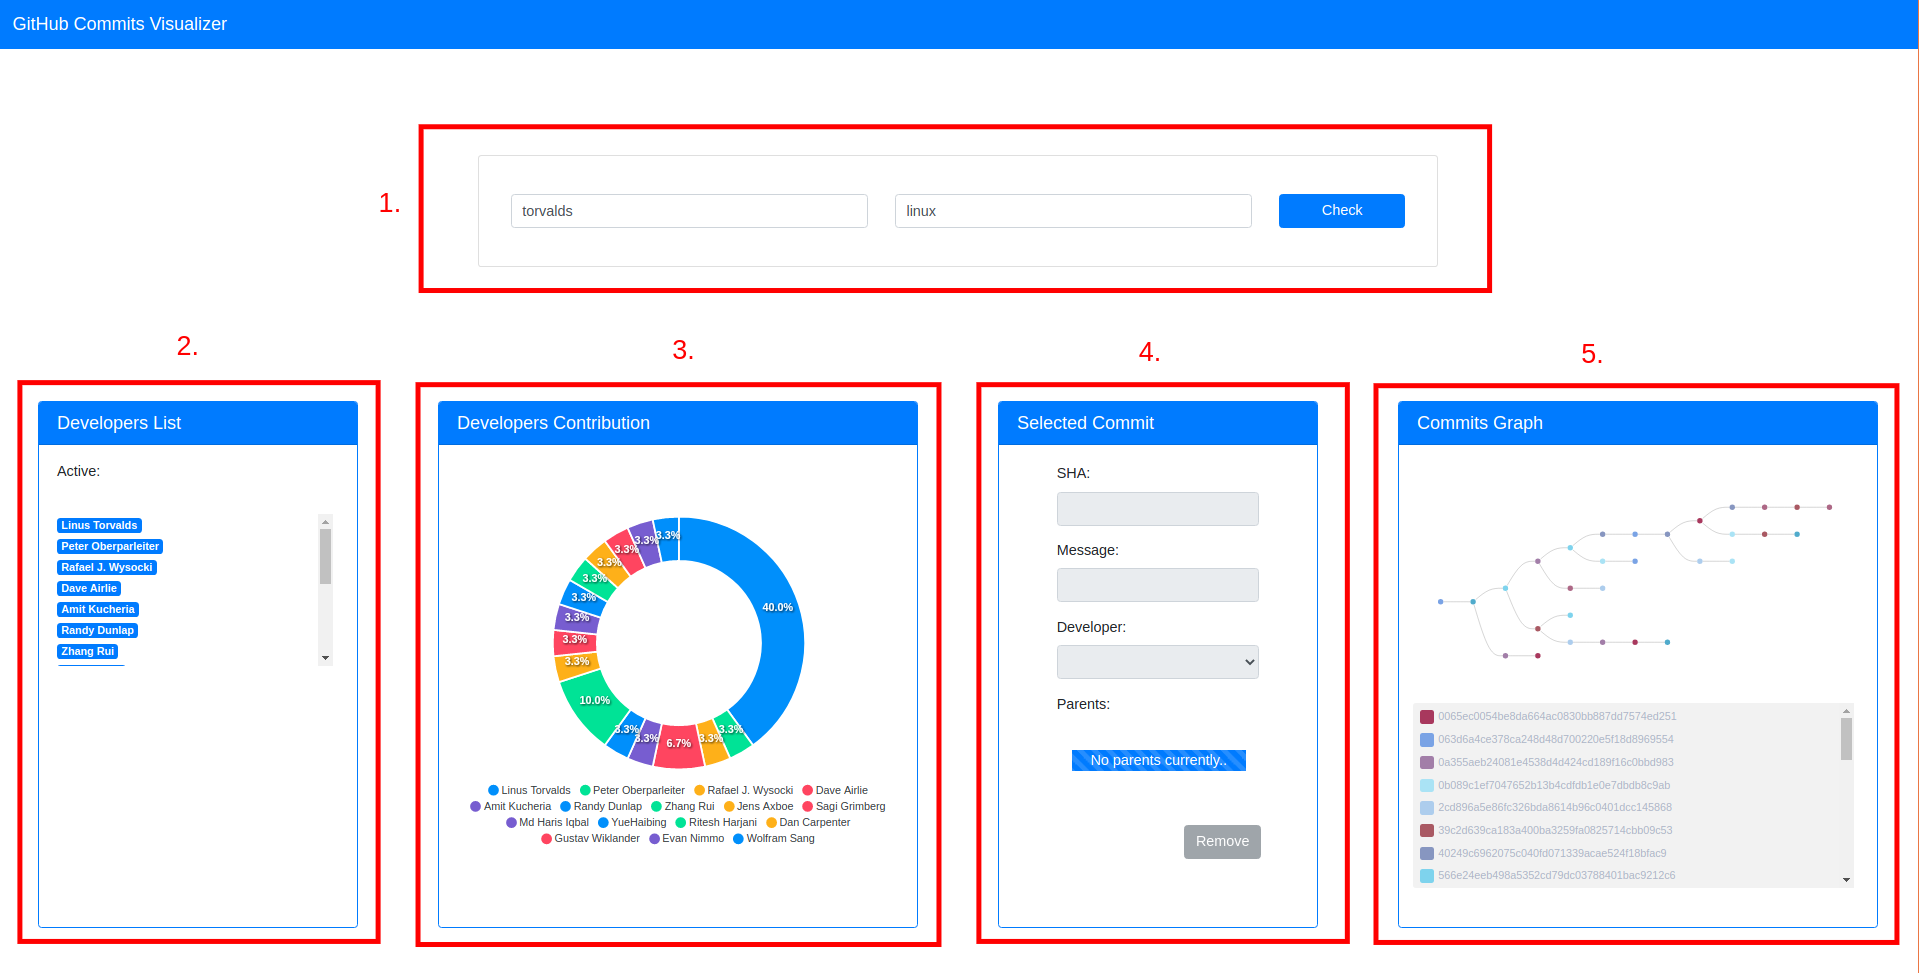 GitHub Commits Visualizer
1.
torvalds
linux
Check
2.
3.
4.
5.
Developers List
Active:
Linus Torvalds
Peter Oberparleiter
Rafael J. Wysocki
Dave Airlie
Amit Kucheria
Randy Dunlap
Zhang Rui
Developers Contribution
3.3%
3.3%
3.3%
3.3%
3.3%
3.3%
3.3%
3.3%
3.3%
10.0%
3.3%
3.3%
6.7%
3.3%
3.3%
40.0%
Linus Torvalds Peter Oberparleiter Rafael J. Wysocki Dave Airlie
Amit Kucheria Randy Dunlap Zhang Rui Jens Axboe Sagi Grimberg
Md Haris Iqbal YueHaibing Ritesh Harjani Dan Carpenter
Gustav Wiklander Evan Nimmo Wolfram Sang
Selected Commit
SHA:
Message:
Developer:
Parents:
No parents currently..
Remove
Commits Graph
0065ec0054be8da664ac0830bb887dd7574ed251
063d6a4ce378ca248d48d700220e5f18d8969554
0a355aeb24081e4538d4d424cd189f16c0bbd983
0b089c1ef7047652b13b4cdfdb1e0e7dbdb8c9ab
2cd896a5e86fc326bda8614b96c0401dcc145868
39c2d639ca183a400ba3259fa0825714cbb09c53
40249c6962075c040fd071339acae524f18bfac9
566e24eeb498a5352cd79dc03788401bac9212c6